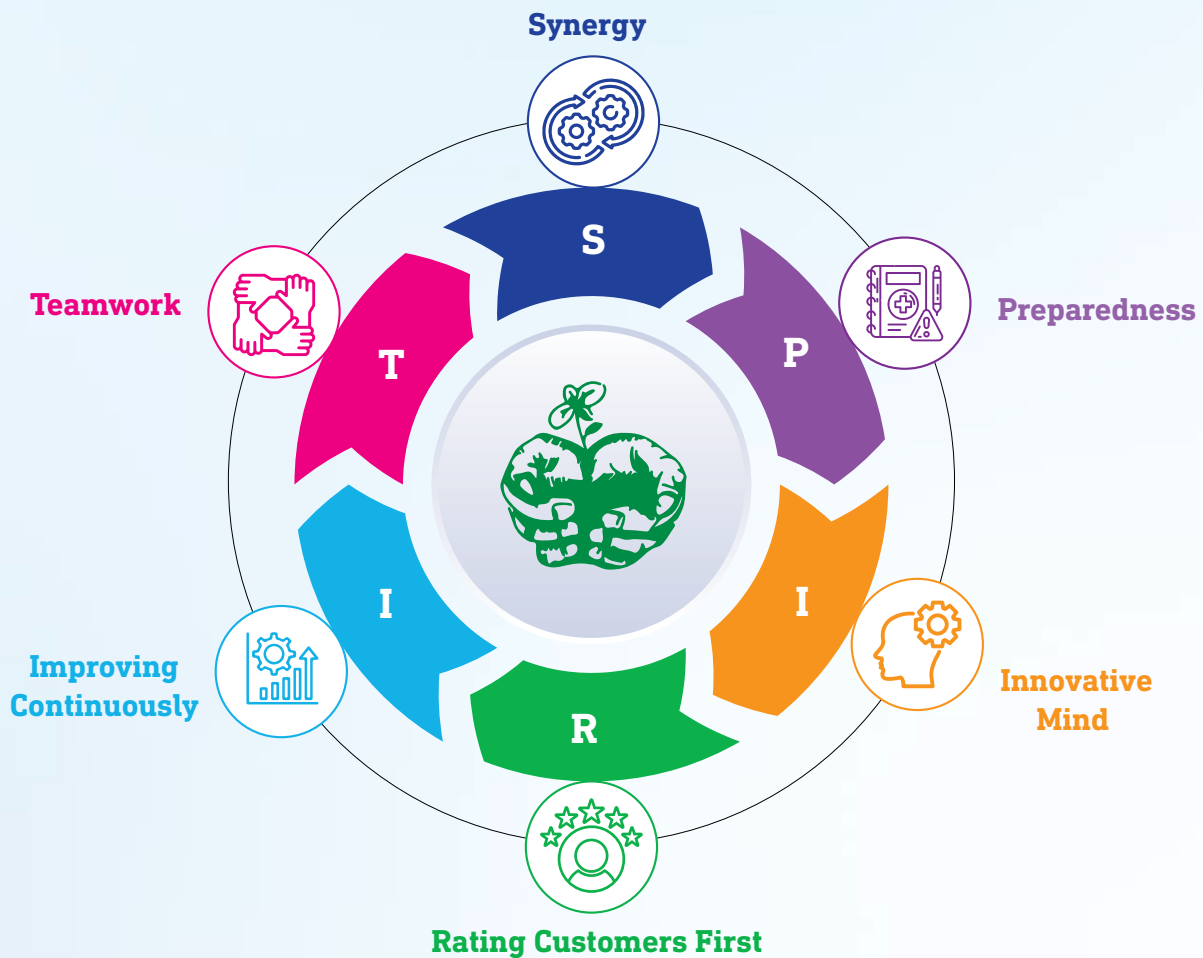 Synergy
S
P
Preparedness
I
Innovative
Mind
R
Rating Customers First
I
Improving
Continuously
T
Teamwork